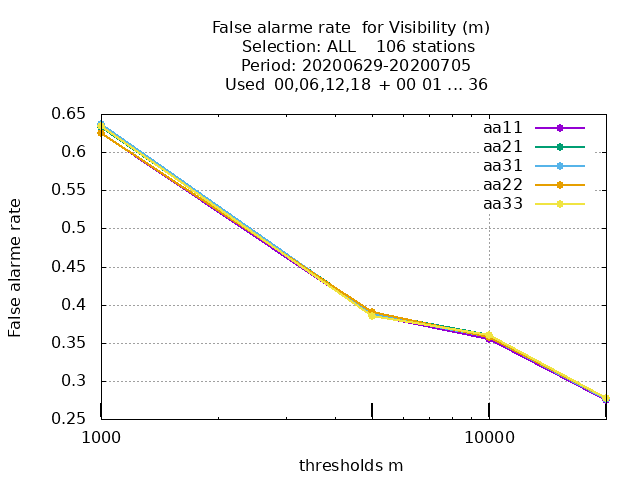 False alarme rate  for Visibility (m)
Selection: ALL    106 stations
Period: 20200629-20200705
Used  00,06,12,18  + 00 01 ... 36
0.65
0.6
0.55
0.5
0.45
0.4
0.35
0.3
0.25
False alarme rate
aa11
aa21
aa31
aa22
aa33
1000
10000
thresholds m